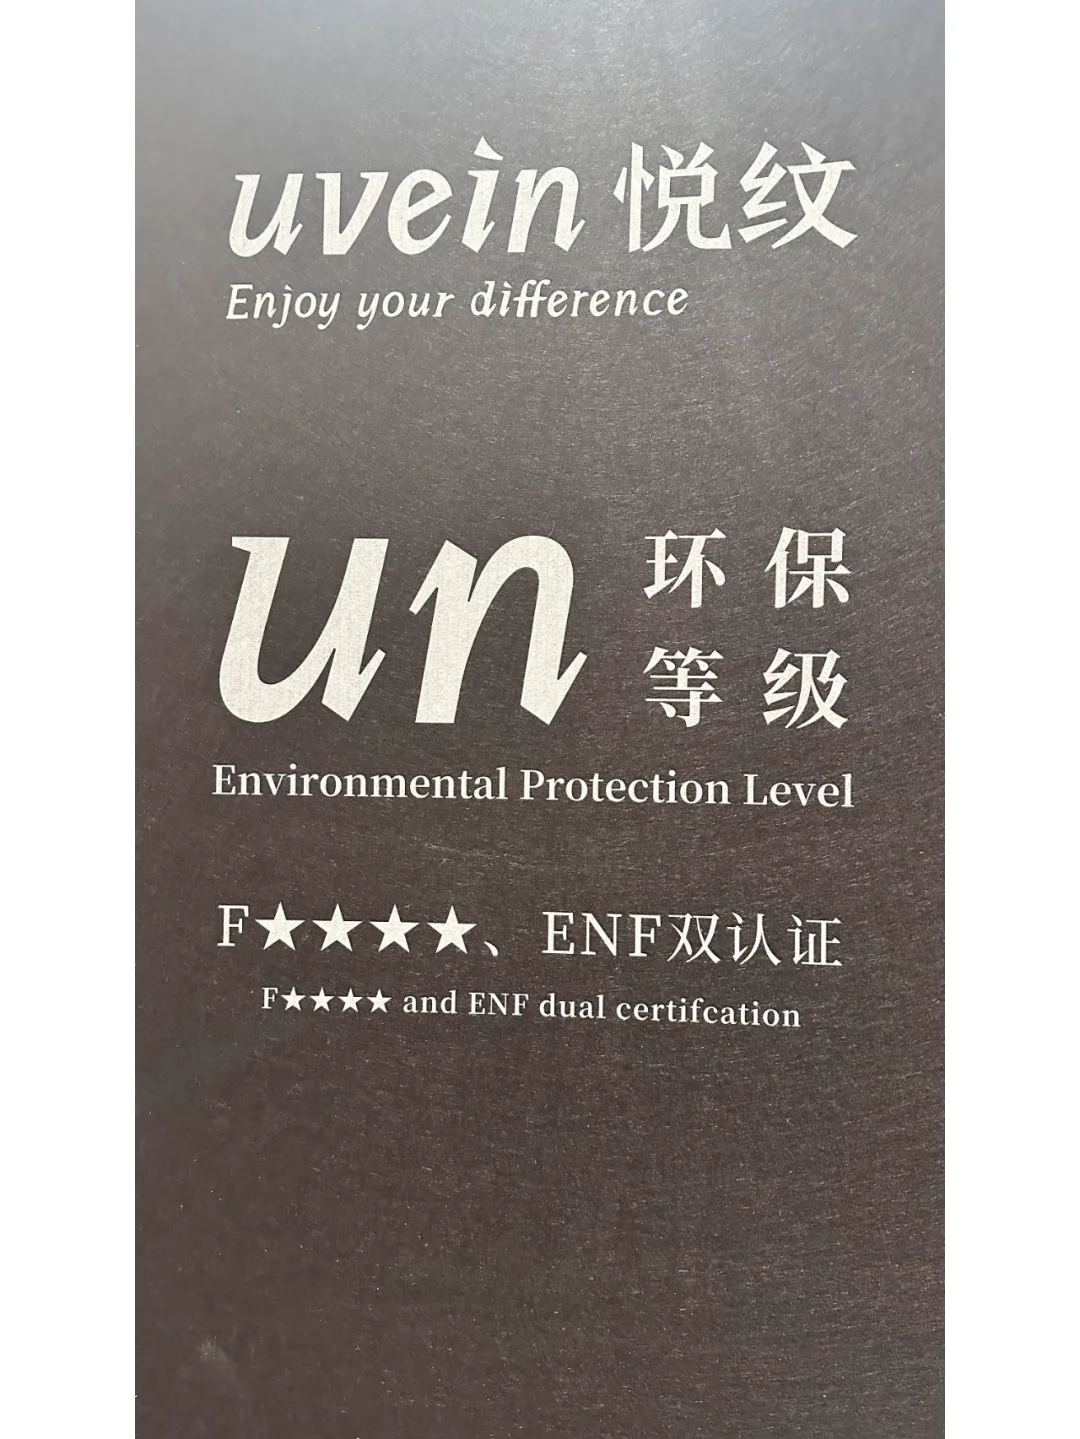 uvein 悦纹
Enjoy your difference
un 环保
等级
Environmental Protection Level
F★★★★、ENF双认证
F★★★★ and ENF dual certifcation